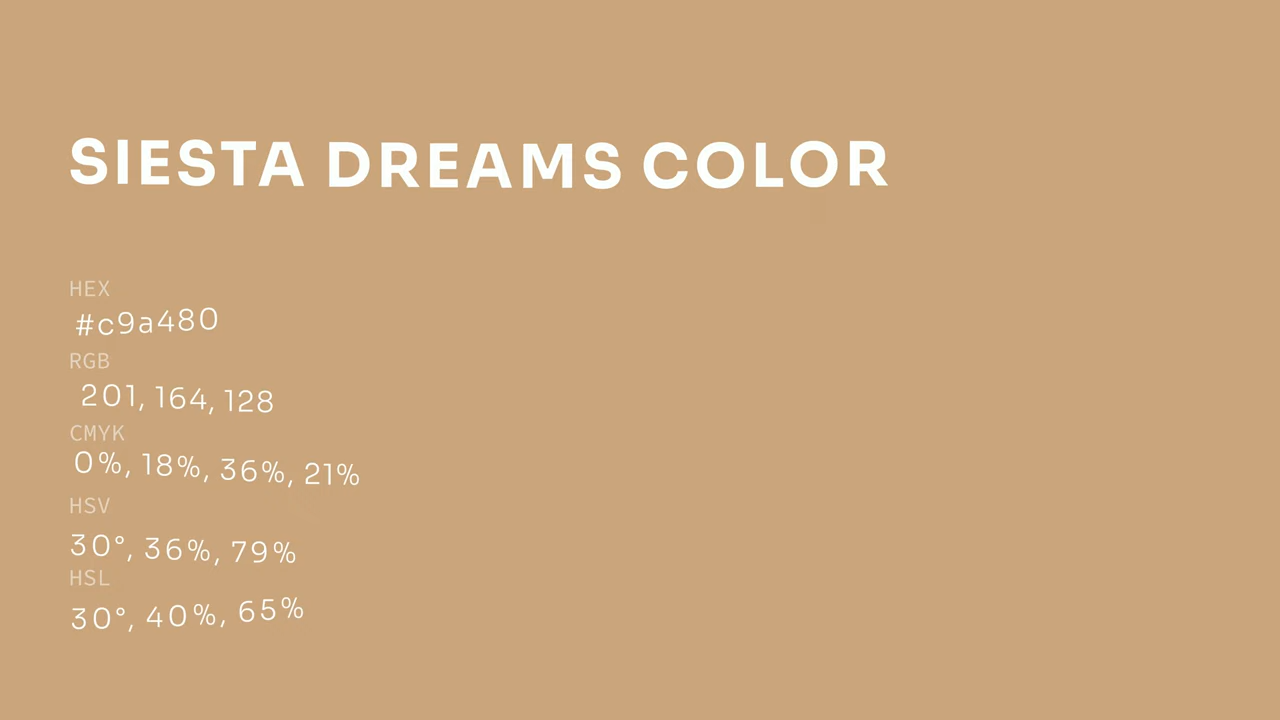 SIESTA DREAMS COLOR
HEX
#c9a480
RGB
201, 164, 128
CMYK
0%, 18%, 36%, 21%
HSV
30°, 36%, 79%
HSL
30°, 40%, 65%